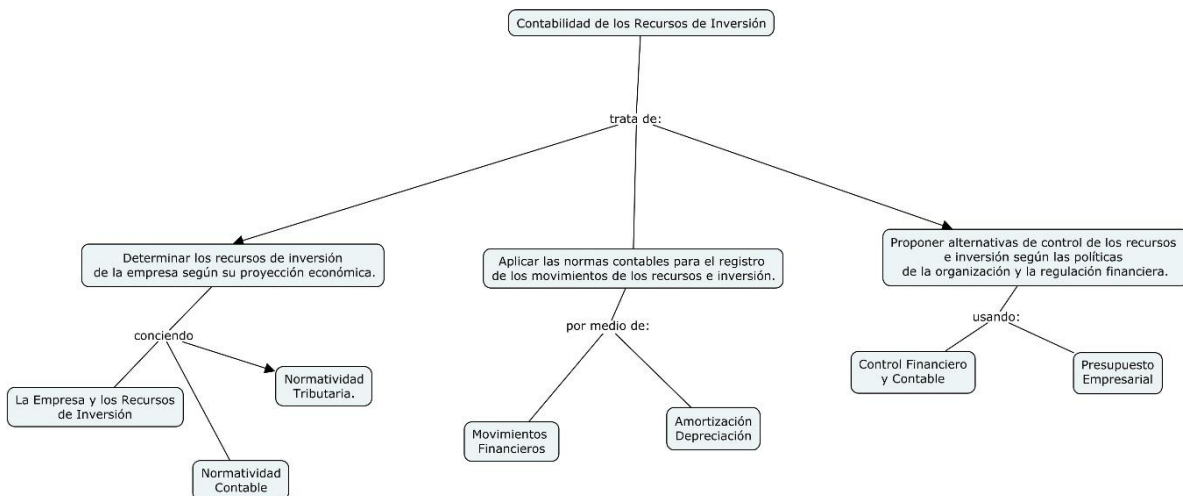 Contabilidad de los Recursos de Inversión
trata de:
Determinar los recursos de inversión
de la empresa según su proyección económica.
Aplicar las normas contables para el registro
de los movimientos de los recursos e inversión.
Proponer alternativas de control de los recursos
e inversión según las políticas
de la organización y la regulación financiera.
conciendo
por medio de:
usando:
La Empresa y los Recursos
de Inversión
Normatividad
Contable
Normatividad
Tributaria.
Movimientos
Financieros
Amortización
Depreciación
Control Financiero
y Contable
Presupuesto
Empresarial